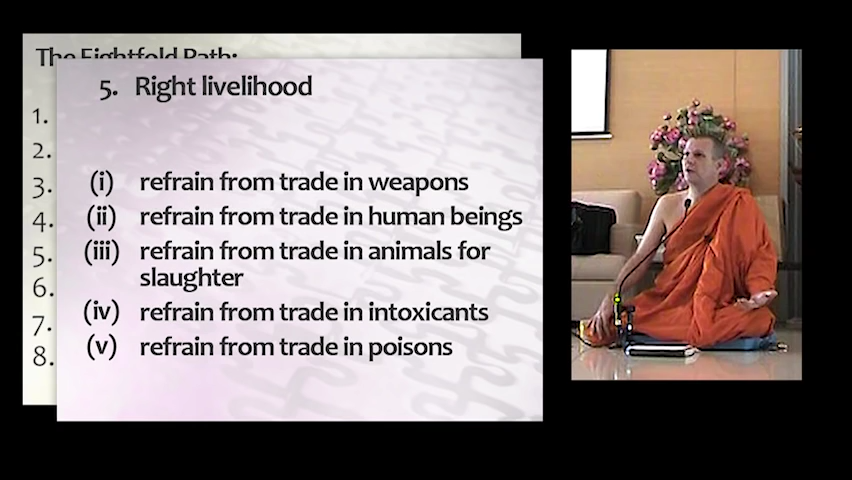 The Eightfold Path:
1.
2.
3.
4.
5.
6.
7.
8.
5. Right livelihood
(i) refrain from trade in weapons
(ii) refrain from trade in human beings
(iii) refrain from trade in animals for
slaughter
(iv) refrain from trade in intoxicants
(v) refrain from trade in poisons